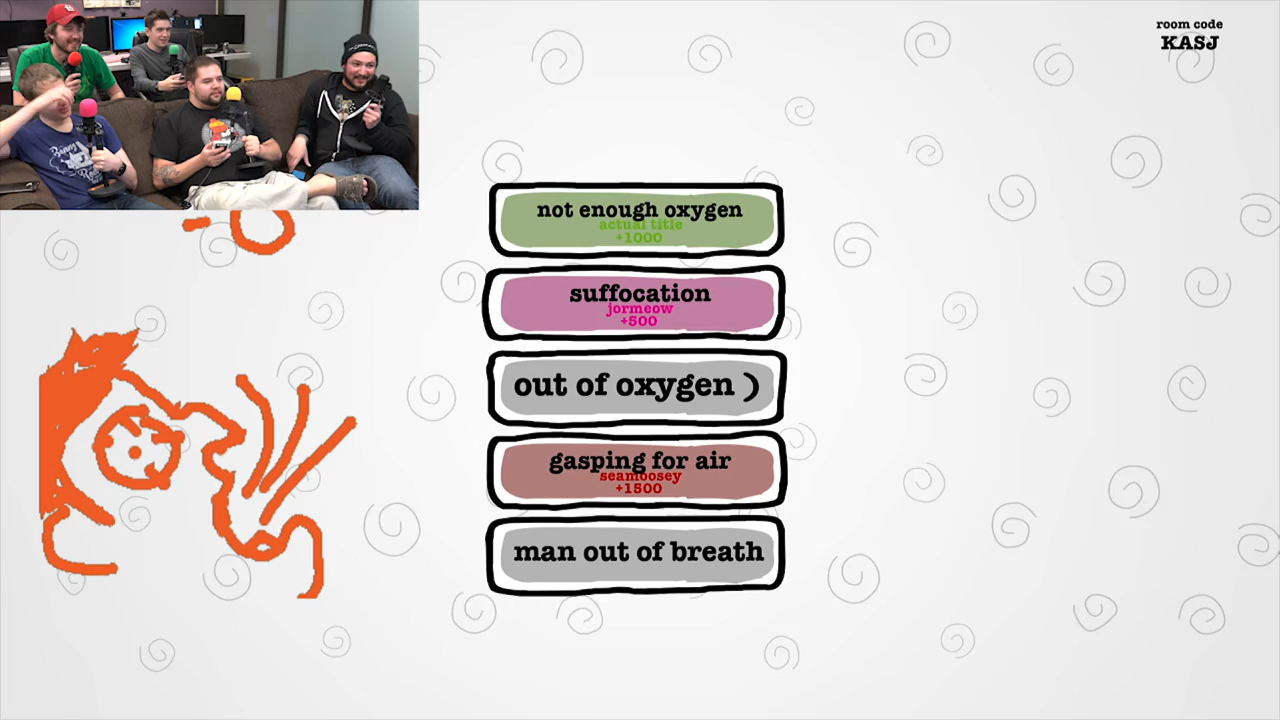 room code
KASJ
not enough oxygen
actual title
+1000
suffocation
jormeow
+500
out of oxygen )
gasping for air
seamoosey
+1500
man out of breath